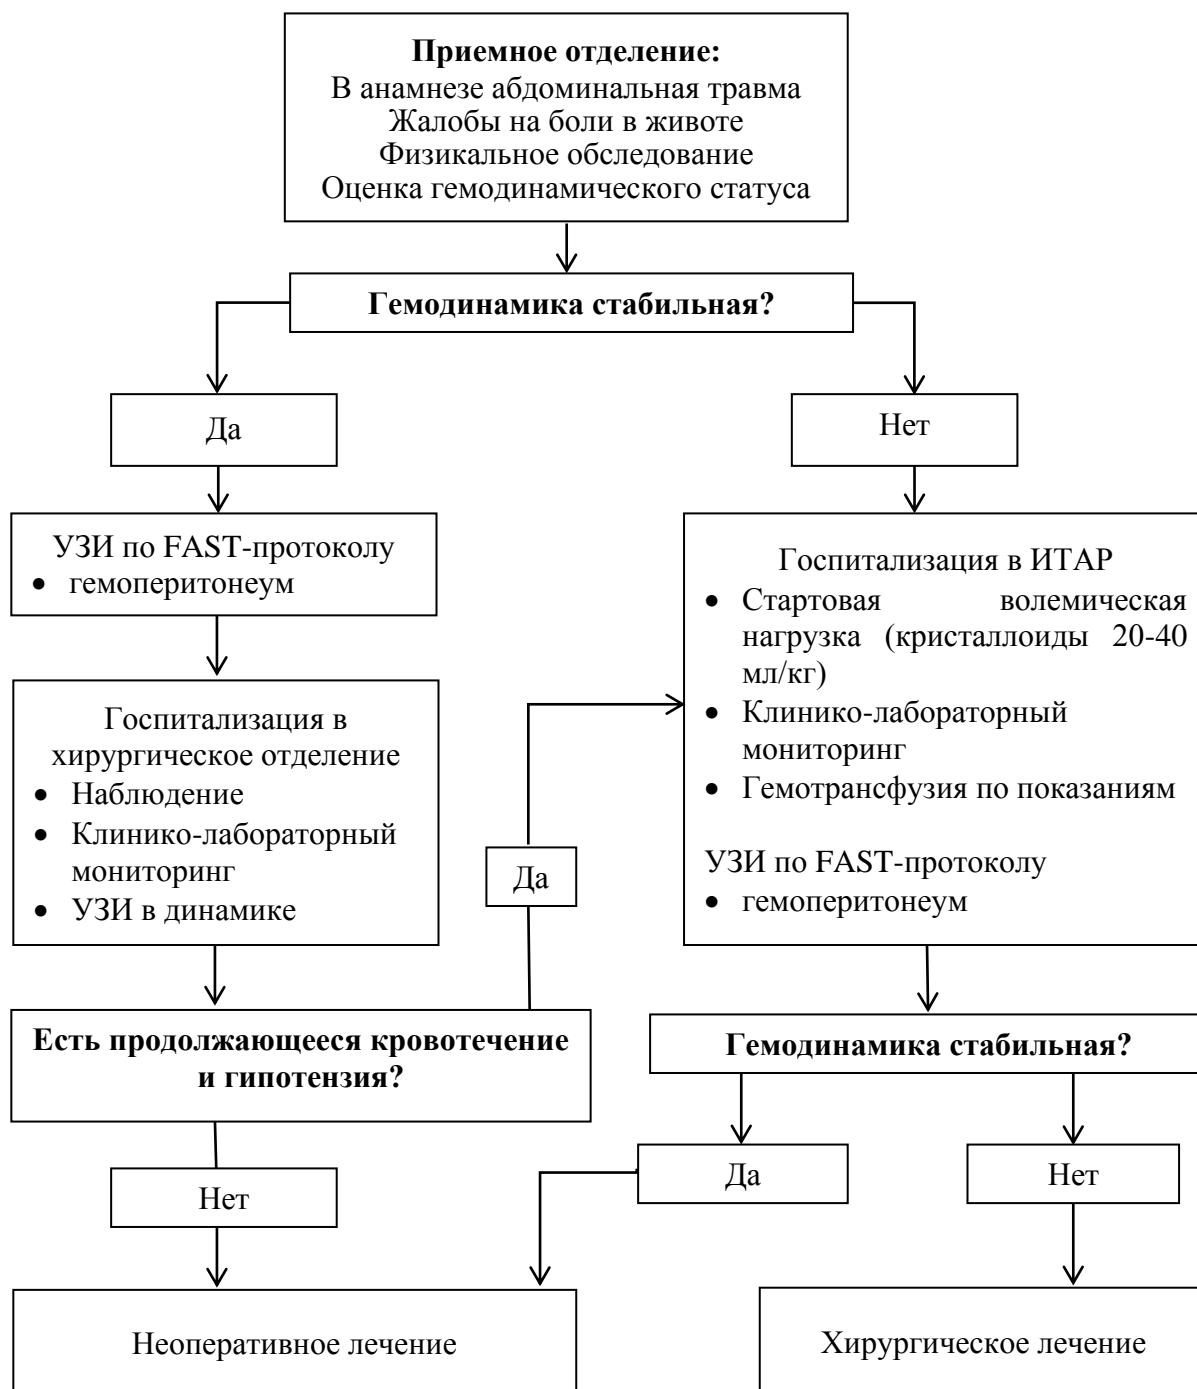 Приемное отделение:
В анамнезе абдоминальная травма
Жалобы на боли в животе
Физикальное обследование
Оценка гемодинамического статуса
Гемодинамика стабильная?
Да
Нет
УЗИ по FAST-протоколу
• гемоперитонеум
Госпитализация в
хирургическое отделение
• Наблюдение
• Клинико-лабораторный
мониторинг
• УЗИ в динамике
Госпитализация в ИТАР
• Стартовая волемическая
нагрузка (кристаллоиды 20-40
мл/кг)
• Клинико-лабораторный
мониторинг
• Гемотрансфузия по показаниям
УЗИ по FAST-протоколу
• гемоперитонеум
Да
Есть продолжающееся кровотечение
и гипотензия?
Гемодинамика стабильная?
Нет
Да
Нет
Неоперативное лечение
Хирургическое лечение